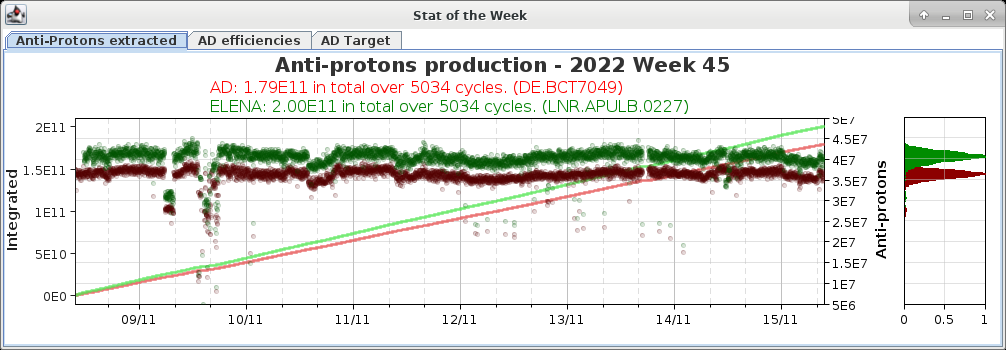 Stat of the Week
Anti-Protons extracted
AD efficiencies
AD Target
Anti-protons production - 2022 Week 45
AD: 1.79E11 in total over 5034 cycles. (DE.BCT7049)
ELENA: 2.00E11 in total over 5034 cycles. (LNR.APULB.0227)
Integrated
2E11
1.5E11
1E11
5E10
0E0
5E7
4.5E7
4E7
3.5E7
3E7
2.5E7
2E7
1.5E7
1E7
5E6
Anti-protons
09/11 10/11 11/11 12/11 13/11 14/11 15/11
0 0.5 1